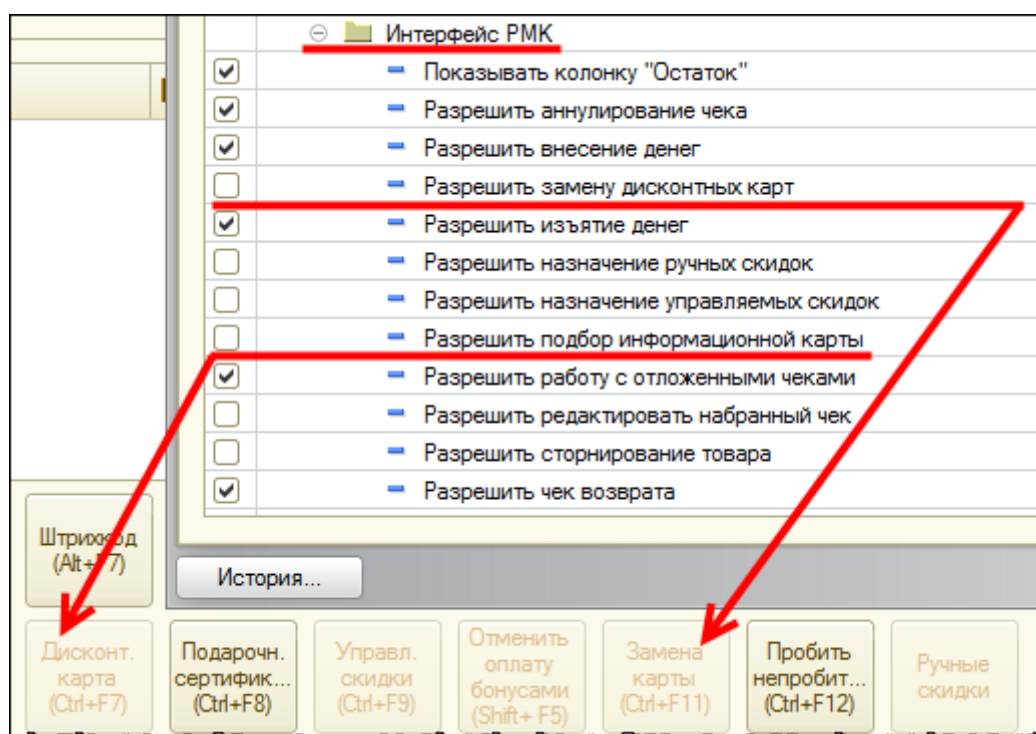 Интерфейс РМК
Показывать колонку "Остаток"
Разрешить аннулирование чека
Разрешить внесение денег
Разрешить замену дисконтных карт
Разрешить изъятие денег
Разрешить назначение ручных скидок
Разрешить назначение управляемых скидок
Разрешить подбор информационной карты
Разрешить работу с отложенными чеками
Разрешить редактировать набранный чек
Разрешить сторнирование товара
Разрешить чек возврата
Штрихкод
(Alt+F7)
История...
Дисконт.
карта
(Ctrl+F7)
Подарочн.
сертифик...
(Ctrl+F8)
Управл.
скидки
(Ctrl+F9)
Отменить
оплату
бонусами
(Shift+ F5)
Замена
карты
(Ctrl+F11)
Пробить
непробит...
(Ctrl+F12)
Ручные
скидки